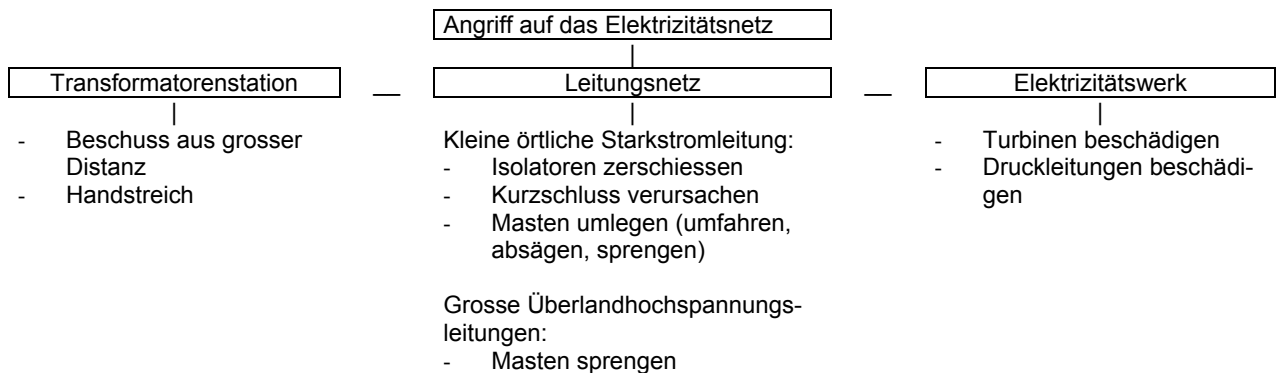 Angriff auf das Elektrizitätsnetz
Transformatorenstation
- Beschuss aus grosser
Distanz
- Handstreich
Leitungsnetz
Kleine örtliche Starkstromleitung:
- Isolatoren zerschiessen
- Kurzschluss verursachen
- Masten umlegen (umfahren,
absägen, sprengen)
Grosse Überlandhochspannungs-
leitungen:
- Masten sprengen
Elektrizitätswerk
- Turbinen beschädigen
- Druckleitungen beschädi-
gen